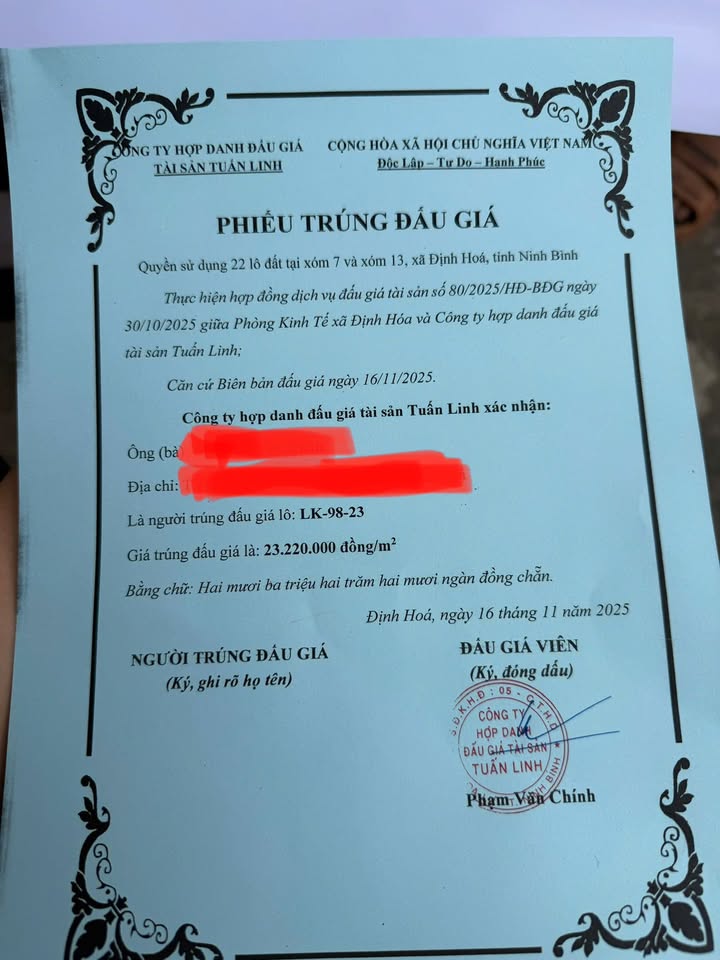 CÔNG TY HỢP DANH ĐẤU GIÁ
TÀI SẢN TUẤN LINH
CỘNG HÒA XÃ HỘI CHỦ NGHĨA VIỆT NAM
Độc Lập – Tự Do – Hạnh Phúc
PHIẾU TRÚNG ĐẤU GIÁ
Quyền sử dụng 22 lô đất tại xóm 7 và xóm 13, xã Định Hoá, tỉnh Ninh Bình
Thực hiện hợp đồng dịch vụ đấu giá tài sản số 80/2025/HĐ-BĐG ngày
30/10/2025 giữa Phòng Kinh Tế xã Định Hóa và Công ty hợp danh đấu giá
tài sản Tuấn Linh;
Căn cứ Biên bản đấu giá ngày 16/11/2025.
Công ty hợp danh đấu giá tài sản Tuấn Linh xác nhận:
Ông (bà
Địa chỉ:
Là người trúng đấu giá lô: LK-98-23
Giá trúng đấu giá là: 23.220.000 đồng/m²
Bằng chữ: Hai mươi ba triệu hai trăm hai mươi ngàn đồng chẵn.
Định Hoá, ngày 16 tháng 11 năm 2025
NGƯỜI TRÚNG ĐẤU GIÁ
(Ký, ghi rõ họ tên)
ĐẤU GIÁ VIÊN
(Ký, đóng dấu)
S.Đ.K.H.Đ: 05 - C.T.H.D
CÔNG TY
HỢP DANH
ĐẤU GIÁ TÀI SẢN
TUẤN LINH
NINH BÌNH
Phạm Văn Chính